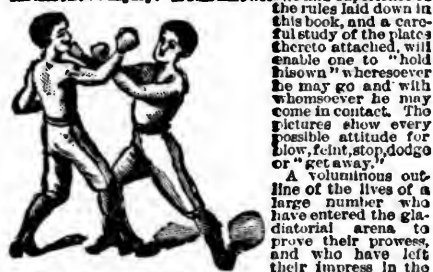 the rules laid down in
this book, and a care-
ful study of the plates
thereto attached, will
enable one to "hold
hisown" wheresoever
he may go and with
whomsoever he may
come in contact. The
pictures show every
possible attitude for
blow, feint, stop, dodge
or "get away."
A voluminous out-
line of the lives of a
large number who
have entered the gla-
diatorial arena to
prove their prowess,
and who have left
their impress in the